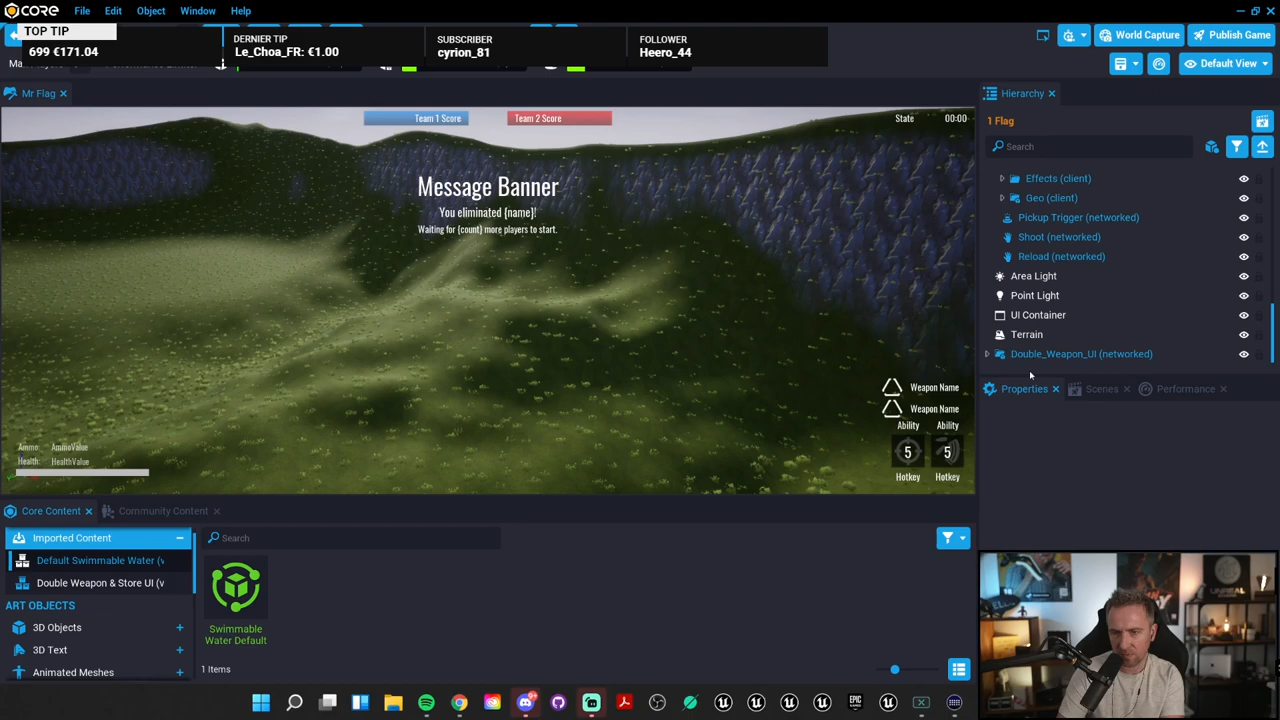 CORE File Edit Object Window Help
TOP TIP
699 €171.04
DERNIER TIP
Le_Choa_FR: €1.00
SUBSCRIBER
cyrion_81
FOLLOWER
Heero_44
World Capture
Publish Game
Default View
Mr Flag
Team 1 Score
Team 2 Score
State
00:00
Message Banner
You eliminated {name}!
Waiting for {count} more players to start.
Weapon Name
Weapon Name
Ability Ability
5 5
Hotkey Hotkey
Ammo: AmmoValue
Health: HealthValue
Hierarchy
1 Flag
Search
Effects (client)
Geo (client)
Pickup Trigger (networked)
Shoot (networked)
Reload (networked)
Area Light
Point Light
UI Container
Terrain
Double_Weapon_UI (networked)
Properties
Scenes
Performance
Core Content
Community Content
Imported Content
Default Swimmable Water (v
Double Weapon & Store UI (v
ART OBJECTS
3D Objects
3D Text
Animated Meshes
Search
Swimmable
Water Default
1 Items